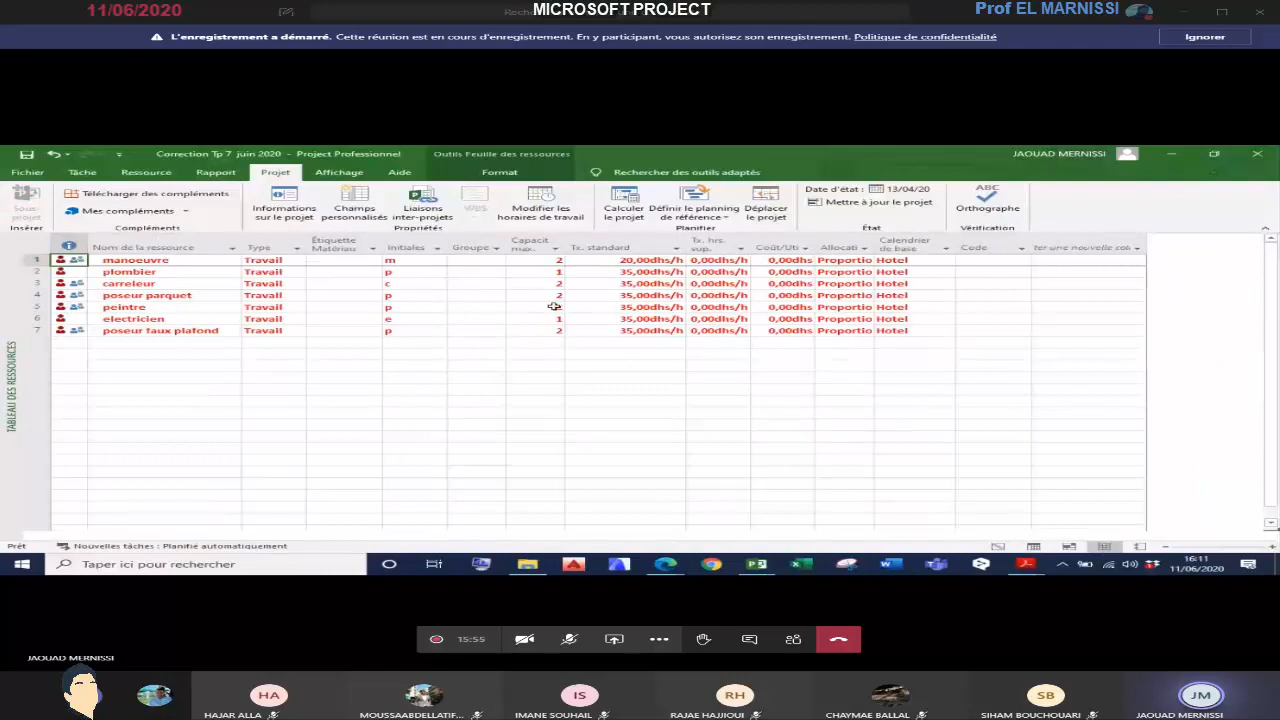 11/06/2020
MICROSOFT PROJECT
Prof EL MARNISSI
L'enregistrement a démarré. Cette réunion est en cours d'enregistrement. En y participant, vous autorisez son enregistrement. Politique de confidentialité
Ignorer
Correction Tp 7 juin 2020 - Project Professionnel
Outils Feuille des ressources
JAOUAD MERNISSI
Fichier Tâche Ressource Rapport Projet Affichage Aide Format Rechercher des outils adaptés
Sous-projet
Insérer
Télécharger des compléments
Mes compléments
Compléments
Informations sur le projet
Champs personnalisés
Liaisons inter-projets
WBS
Modifier les horaires de travail
Propriétés
Calculer le projet
Définir le planning de référence
Déplacer le projet
Planifier
Date d'état : 13/04/20
Mettre à jour le projet
État
ABC
Orthographe
Vérification
Nom de la ressource Type Étiquette Matériau Initiales Groupe Capacit max. Tx. standard Tx. hrs. sup. Coût/Uti Allocati Calendrier de base Code
1 manoeuvre Travail m 2 20,00dhs/h 0,00dhs/h 0,00dhs Proportio Hotel
2 plombier Travail p 1 35,00dhs/h 0,00dhs/h 0,00dhs Proportio Hotel
3 carreleur Travail c 2 35,00dhs/h 0,00dhs/h 0,00dhs Proportio Hotel
4 poseur parquet Travail p 2 35,00dhs/h 0,00dhs/h 0,00dhs Proportio Hotel
5 peintre Travail p 35,00dhs/h 0,00dhs/h 0,00dhs Proportio Hotel
6 electricien Travail e 1 35,00dhs/h 0,00dhs/h 0,00dhs Proportio Hotel
7 poseur faux plafond Travail p 2 35,00dhs/h 0,00dhs/h 0,00dhs Proportio Hotel
TABLEAU DES RESSOURCES
Prêt Nouvelles tâches : Planifié automatiquement
Taper ici pour rechercher
16:11
11/06/2020
15:55
JAOUAD MERNISSI
HA IS RH SB JM
HAJAR ALLA MOUSSAABDELLATIF... IMANE SOUHAIL RAJAE HAJJIOUI CHAYMAE BALLAL SIHAM BOUCHOUARI JAOUAD MERNISSI